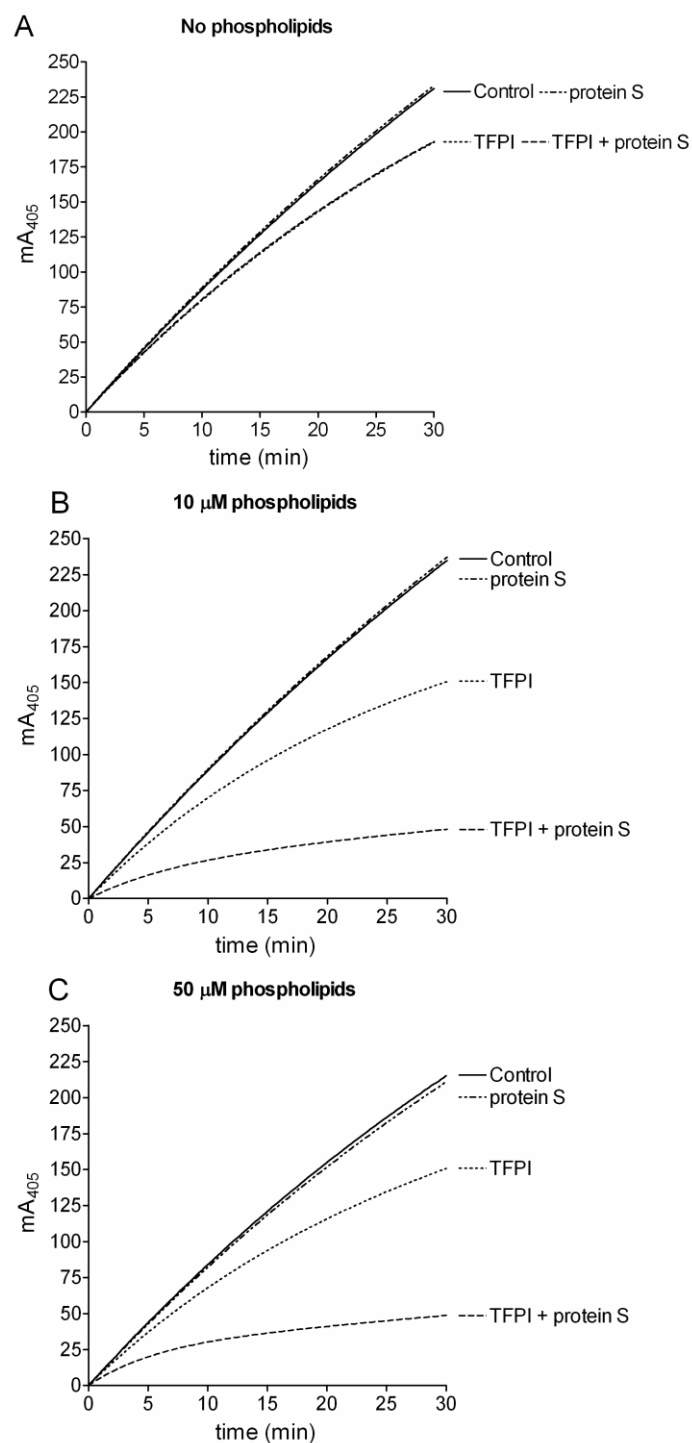 A
No phospholipids
250
225
200
175
150
125
100
75
50
25
0
mA405
0 5 10 15 20 25 30
time (min)
Control protein S
TFPI TFPI + protein S
B
10 μM phospholipids
250
225
200
175
150
125
100
75
50
25
0
mA405
0 5 10 15 20 25 30
time (min)
Control
protein S
TFPI
TFPI + protein S
C
50 μM phospholipids
250
225
200
175
150
125
100
75
50
25
0
mA405
0 5 10 15 20 25 30
time (min)
Control
protein S
TFPI
TFPI + protein S